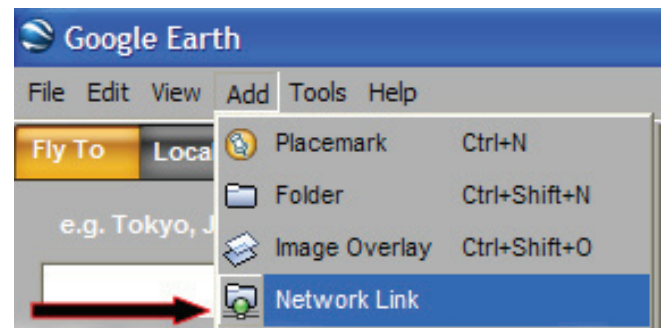 Google Earth
File Edit View Add Tools Help
Fly To Loca
Placemark Ctrl+N
Folder Ctrl+Shift+N
e.g. Tokyo, J
Image Overlay Ctrl+Shift+O
Network Link